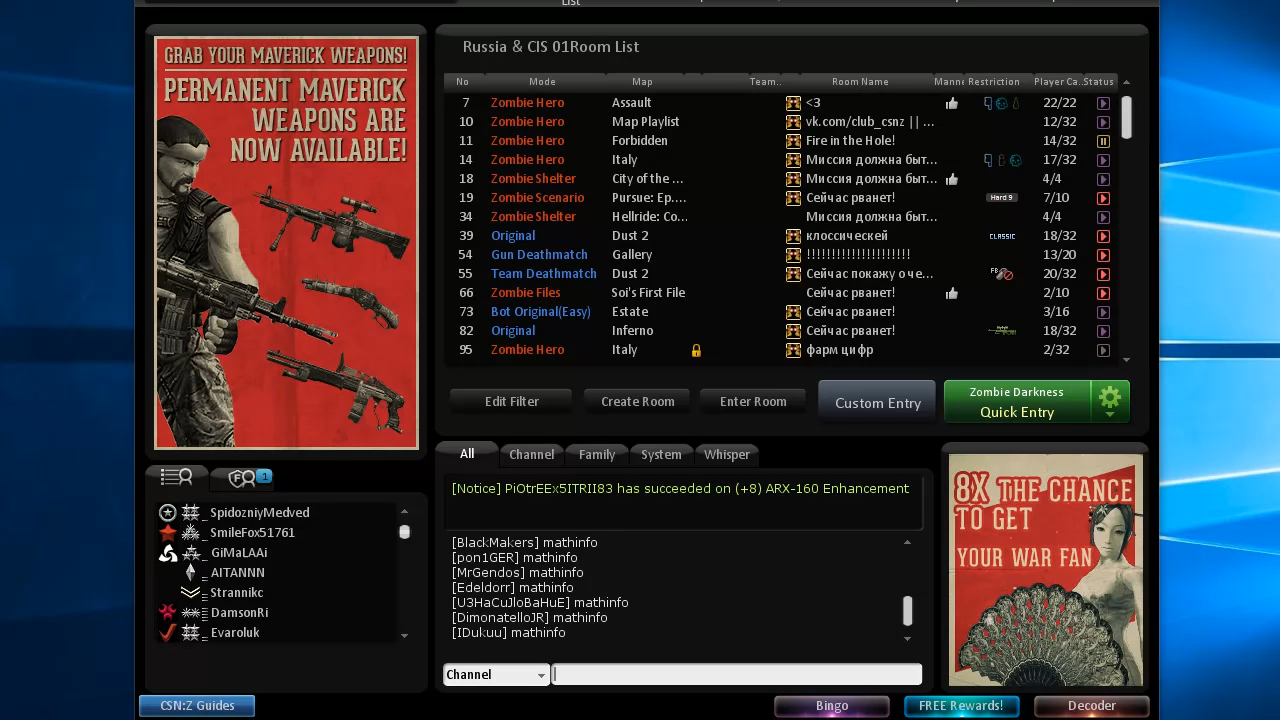 List
GRAB YOUR MAVERICK WEAPONS!
PERMANENT MAVERICK
WEAPONS ARE
NOW AVAILABLE!
Russia & CIS 01Room List
No Mode Map Team.. Room Name Manne Restriction Player Ca.. Status
7 Zombie Hero Assault <3 22/22
10 Zombie Hero Map Playlist vk.com/club_csnz || ... 12/32
11 Zombie Hero Forbidden Fire in the Hole! 14/32
14 Zombie Hero Italy Миссия должна быт... 17/32
18 Zombie Shelter City of the ... Миссия должна быт... 4/4
19 Zombie Scenario Pursue: Ep.... Сейчас рванет! Hard 9 7/10
34 Zombie Shelter Hellride: Co... Миссия должна быт... 4/4
39 Original Dust 2 клоссической CLASSIC 18/32
54 Gun Deathmatch Gallery !!!!!!!!!!!!!!!!!!!!! 13/20
55 Team Deathmatch Dust 2 Сейчас покажу о че... FB 20/32
66 Zombie Files Soi's First File Сейчас рванет! 2/10
73 Bot Original(Easy) Estate Сейчас рванет! 3/16
82 Original Inferno Сейчас рванет! 18/32
95 Zombie Hero Italy фарм цифр 2/32
Edit Filter Create Room Enter Room Custom Entry Zombie Darkness
Quick Entry
All Channel Family System Whisper
[Notice] PiOtrEEx5ITRII83 has succeeded on (+8) ARX-160 Enhancement
[BlackMakers] mathinfo
[pon1GER] mathinfo
[MrGendos] mathinfo
[Edeldorr] mathinfo
[U3HaCuJloBaHuE] mathinfo
[DimonatelloJR] mathinfo
[IDukuu] mathinfo
Channel
F 1
SpidozniyMedved
SmileFox51761
GiMaLAAi
AITANNN
Strannikc
DamsonRi
Evaroluk
8X THE CHANCE
TO GET
YOUR WAR FAN
CSN:Z Guides Bingo FREE Rewards! Decoder